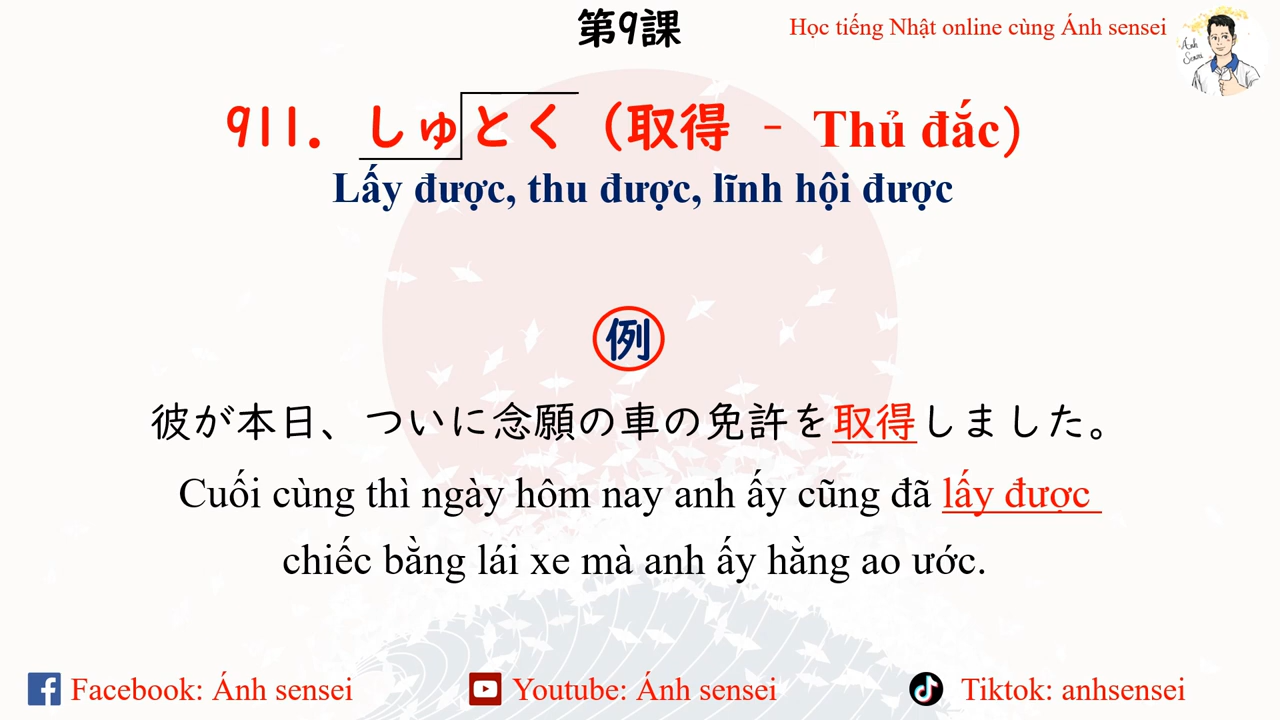 第9課
Học tiếng Nhật online cùng Ánh sensei
Ánh Sensei
911. しゅとく (取得 - Thủ đắc)
Lấy được, thu được, lĩnh hội được
例
彼が本日、ついに念願の車の免許を取得しました。
Cuối cùng thì ngày hôm nay anh ấy cũng đã lấy được
chiếc bằng lái xe mà anh ấy hằng ao ước.
Facebook: Ánh sensei
Youtube: Ánh sensei
Tiktok: anhsensei